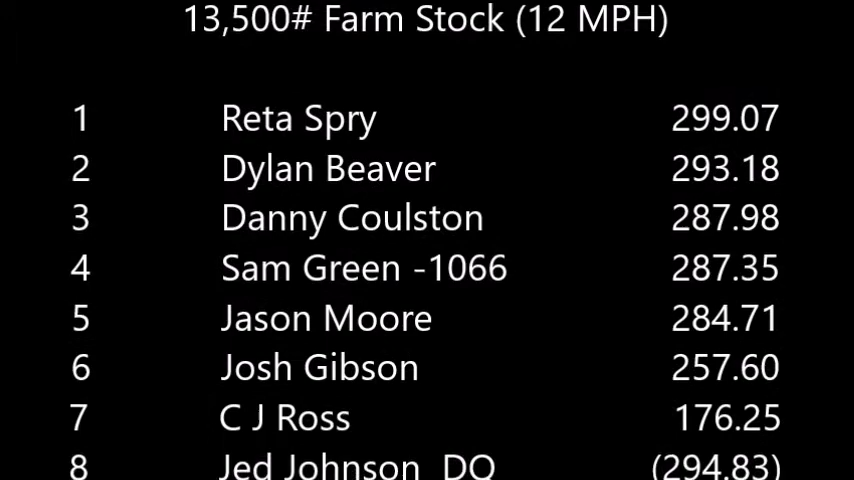 13,500# Farm Stock (12 MPH)
1 Reta Spry 299.07
2 Dylan Beaver 293.18
3 Danny Coulston 287.98
4 Sam Green -1066 287.35
5 Jason Moore 284.71
6 Josh Gibson 257.60
7 C J Ross 176.25
8 Jed Johnson DQ (294.83)